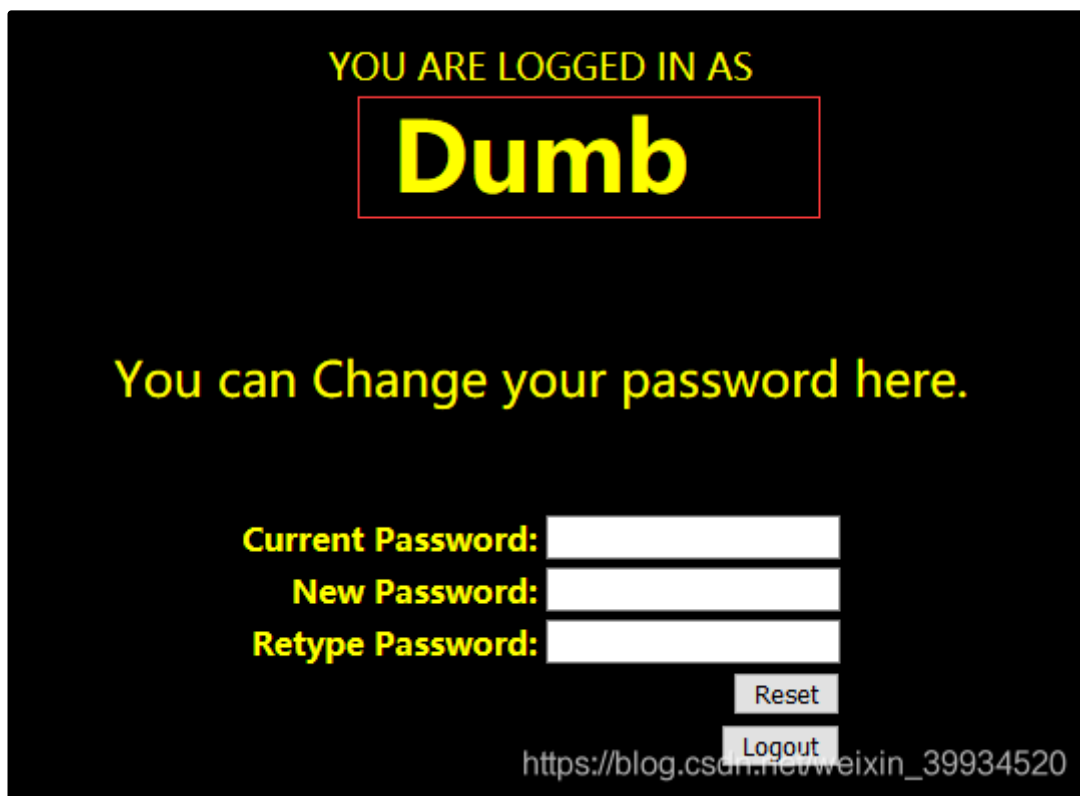 YOU ARE LOGGED IN AS
Dumb
You can Change your password here.
Current Password:
New Password:
Retype Password:
Reset
Logout
https://blog.csdn.net/weixin_39934520